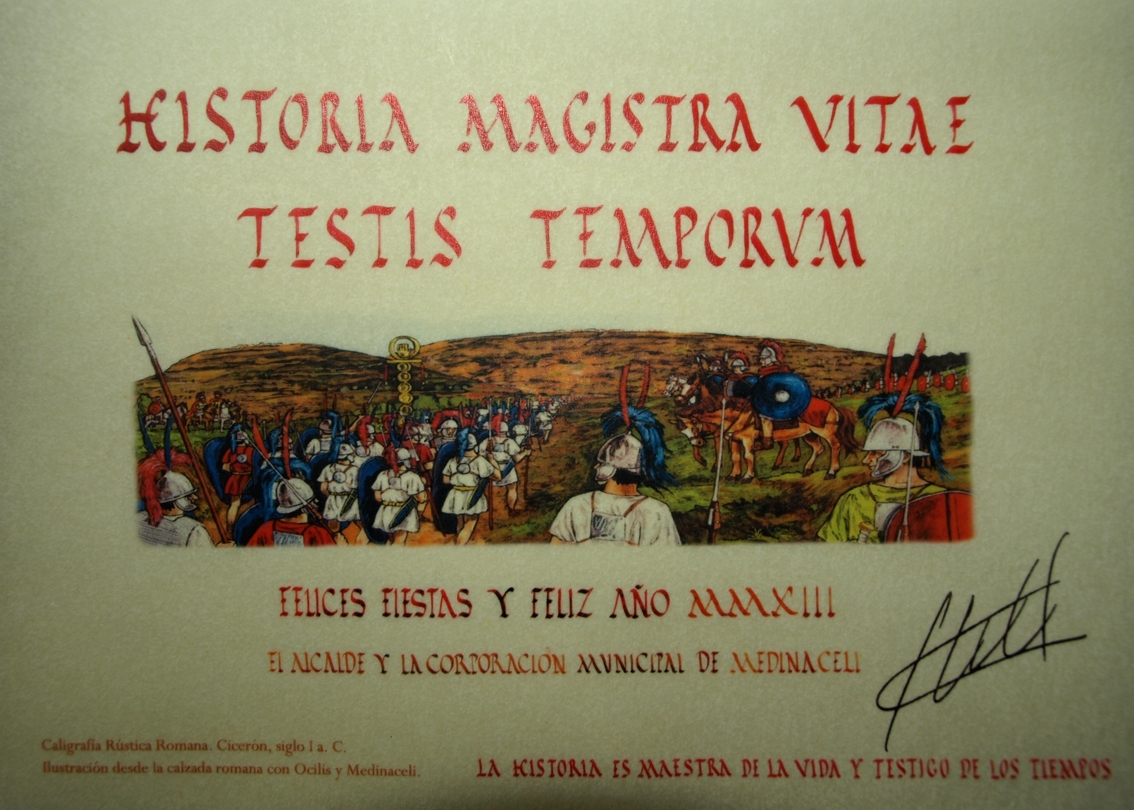 HISTORIA MAGISTRA VITAE
TESTIS TEMPORVM
FELICES FIESTAS Y FELIZ AÑO MMXIII
El ALCALDE Y LA CORPORACIÓN MVNICIPAL DE MEDINACELI
Caligrafía Rústica Romana. Cicerón, siglo I a. C.
Ilustración desde la calzada romana con Ocilis y Medinaceli.
LA HISTORIA ES MAESTRA DE LA VIDA Y TESTIGO DE LOS TIEMPOS